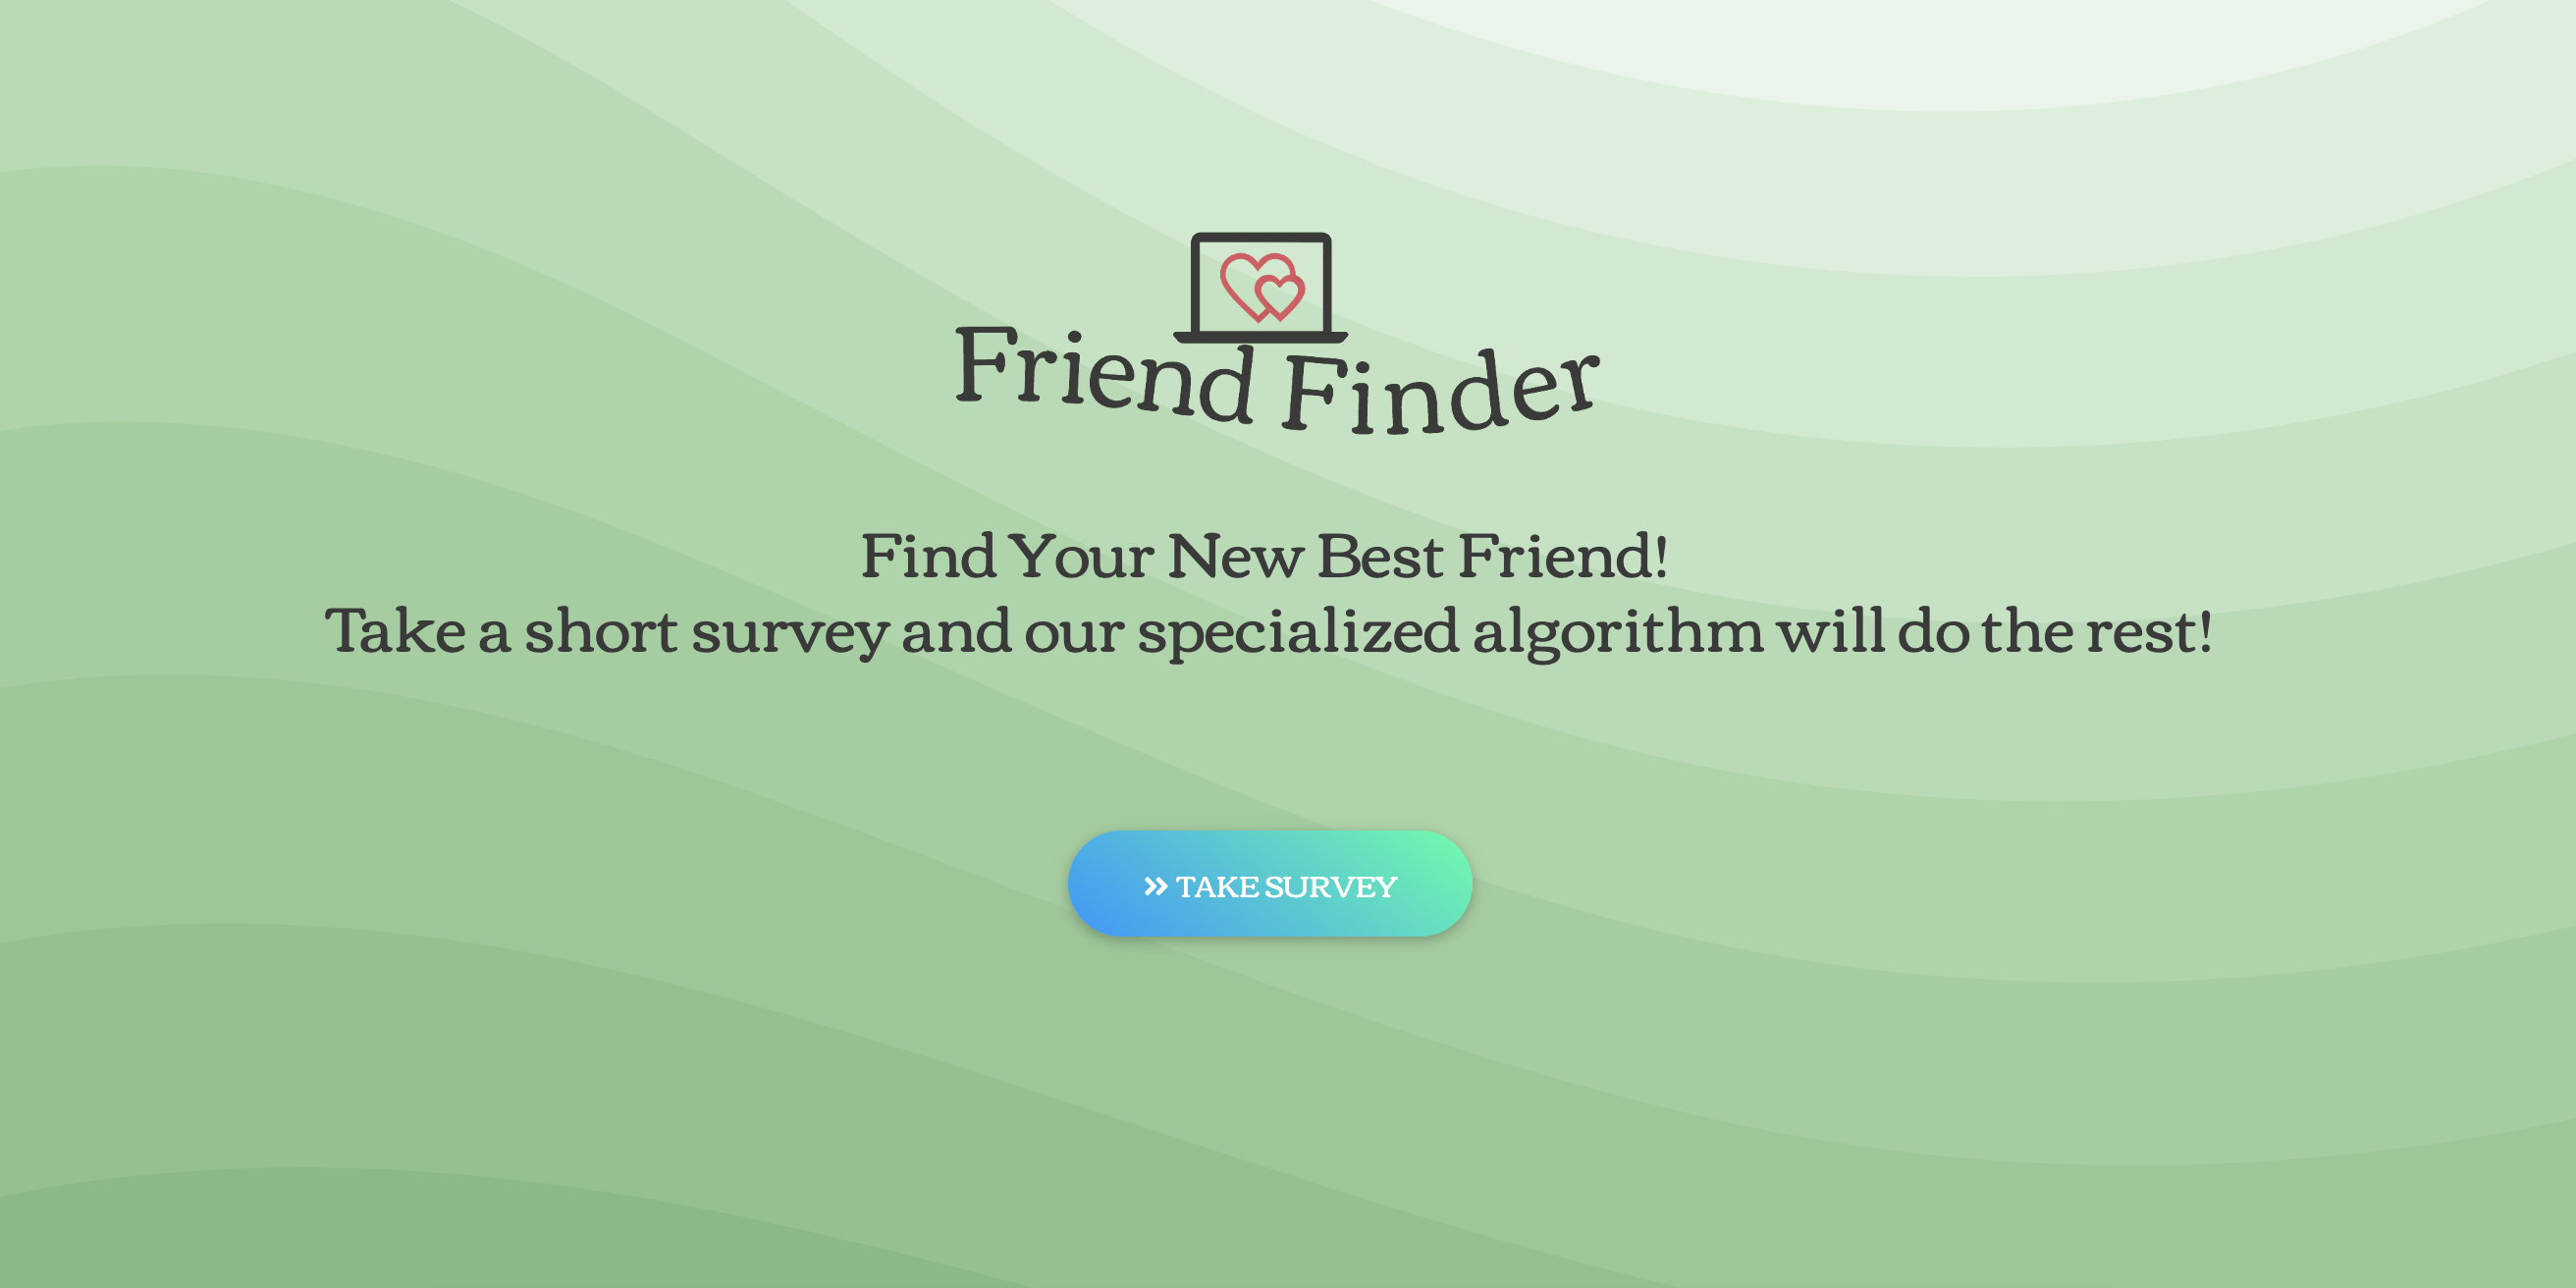 Friend Finder
Find Your New Best Friend!
Take a short survey and our specialized algorithm will do the rest!
TAKE SURVEY